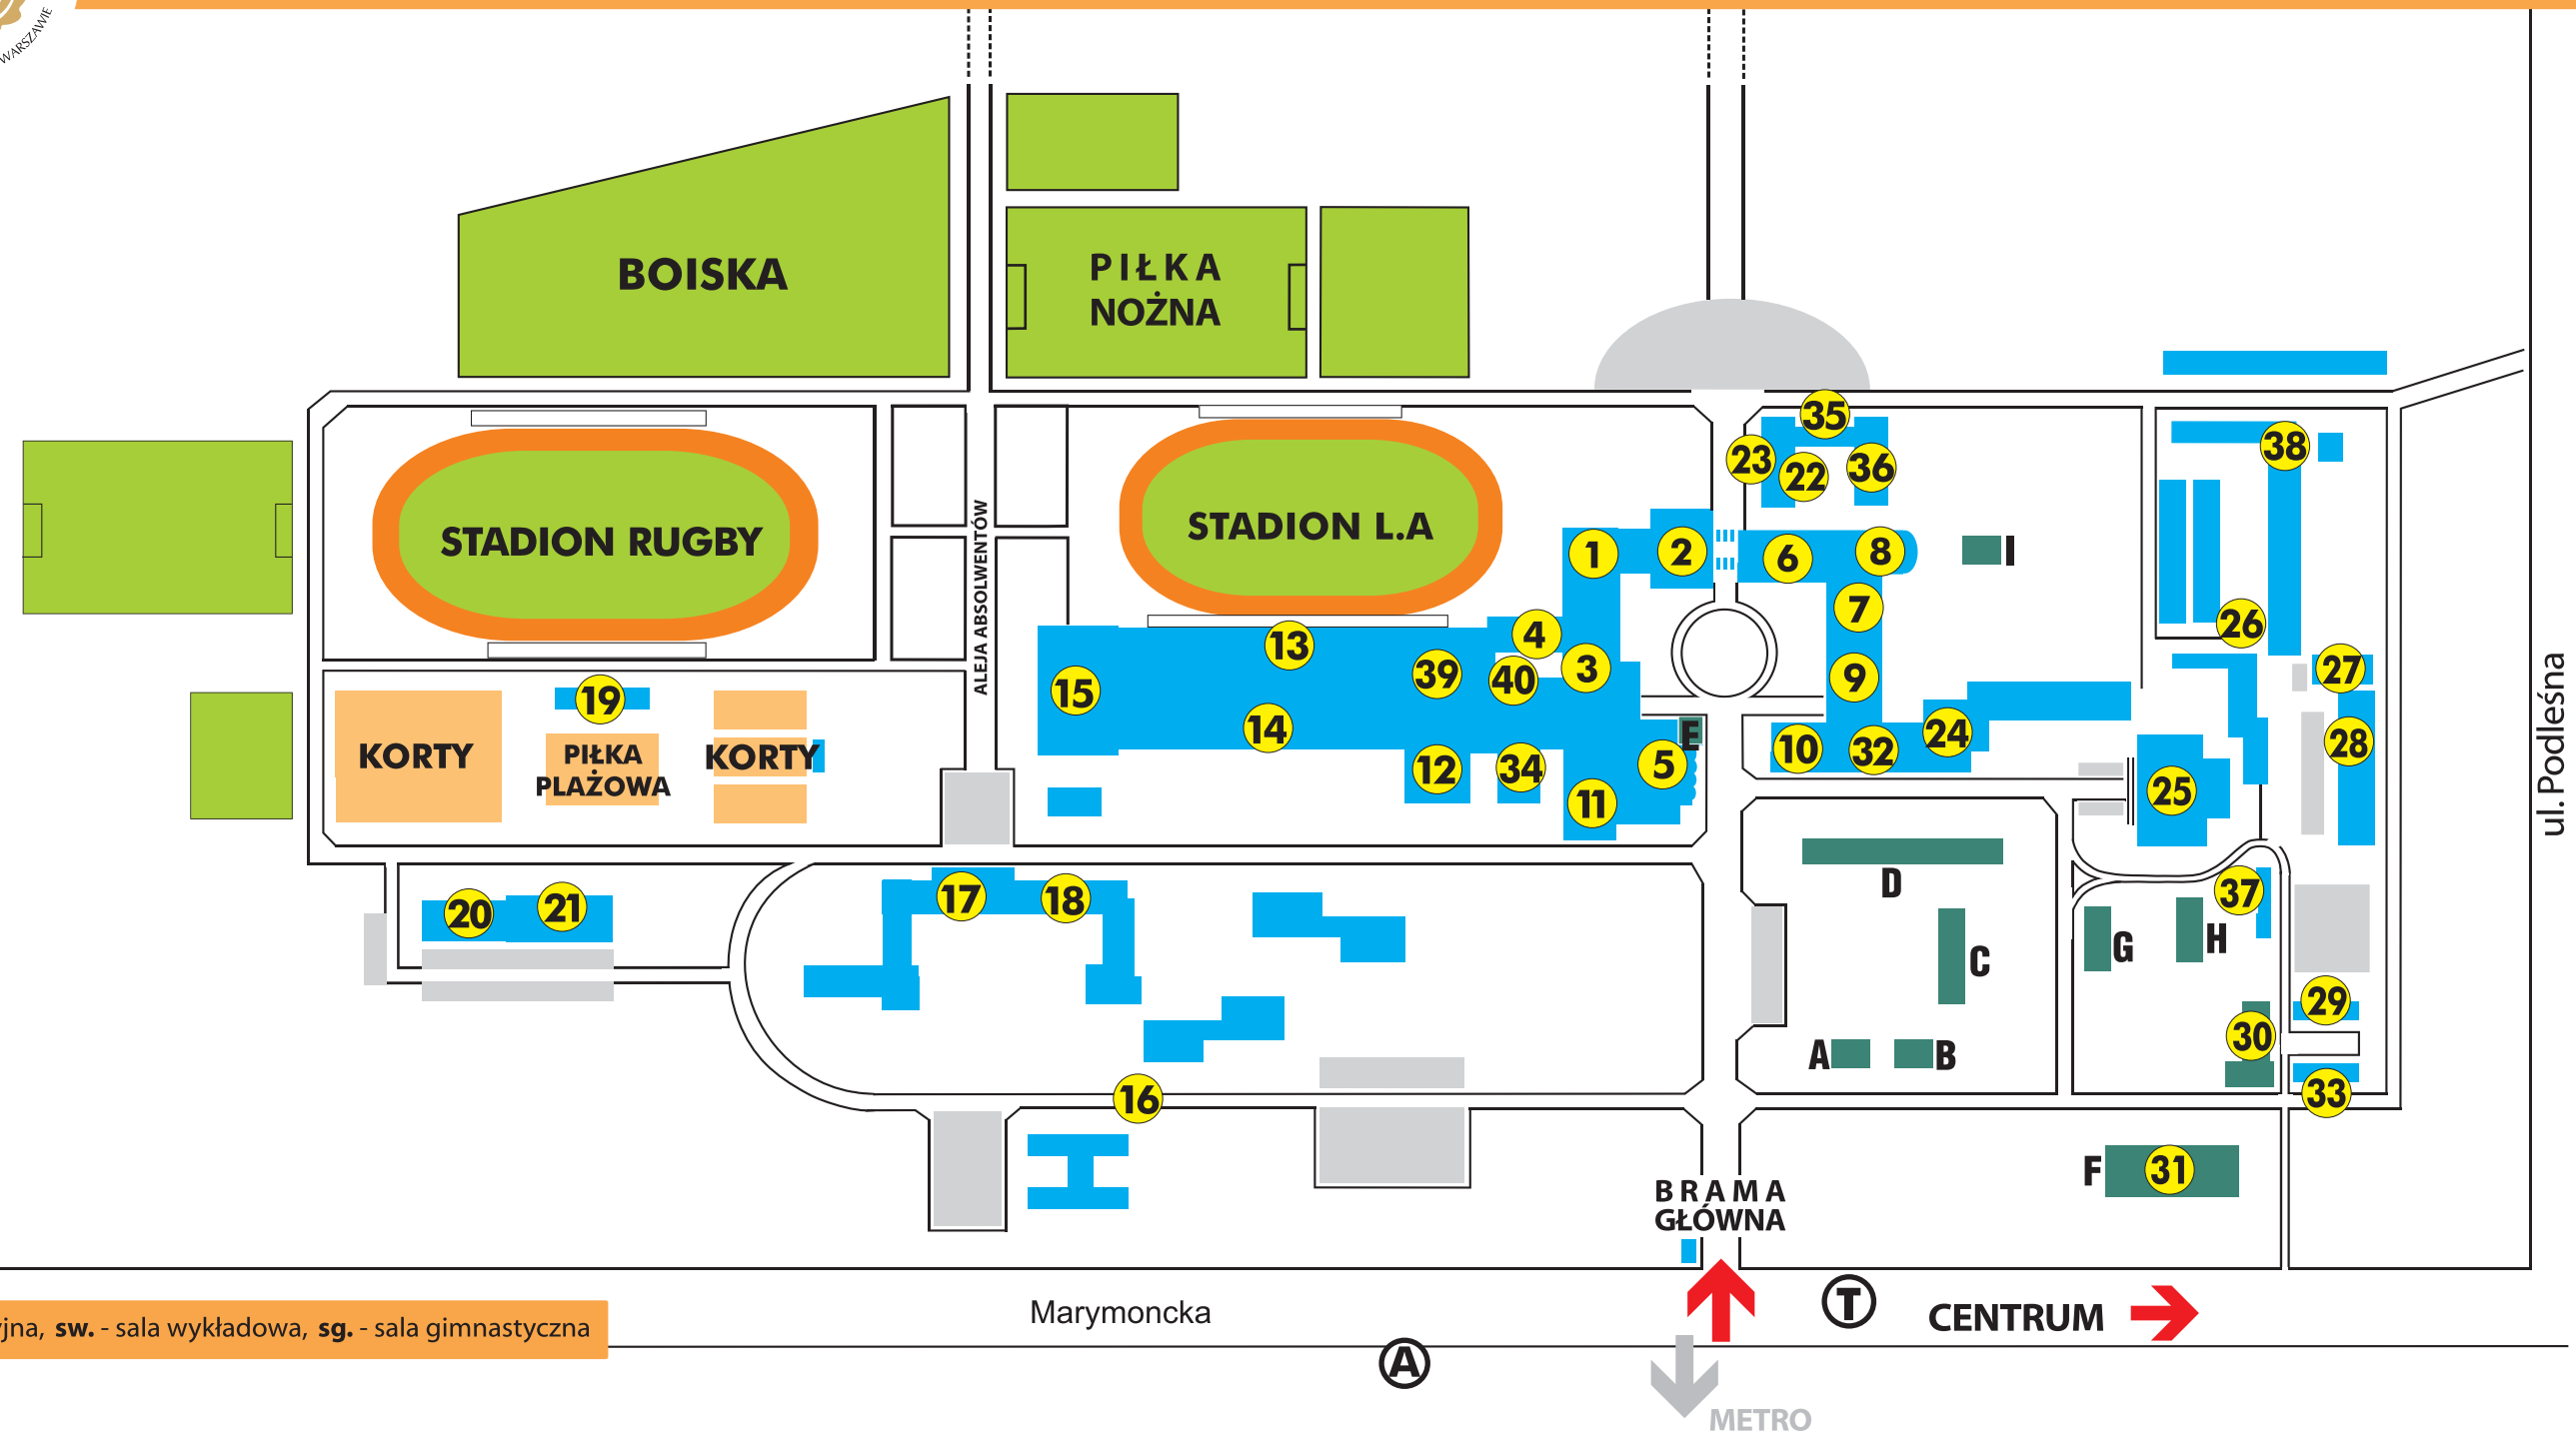 WARSZAWIE
BOISKA
PIŁKA
NOŻNA
35
23
22
36
38
STADION RUGBY
ALEJA ABSOLWENTÓW
STADION L.A
1
2
6
8
I
7
4
13
26
3
39
40
9
27
15
19
14
E
10
32
24
28
KORTY
PIŁKA
PLAŻOWA
KORTY
12
34
5
11
25
ul. Podleśna
D
17
18
20
21
37
C
G
H
29
30
A
B
16
33
F
31
BRAMA
GŁÓWNA
Marymoncka
T
CENTRUM
yjna, sw. - sala wykładowa, sg. - sala gimnastyczna
A
METRO